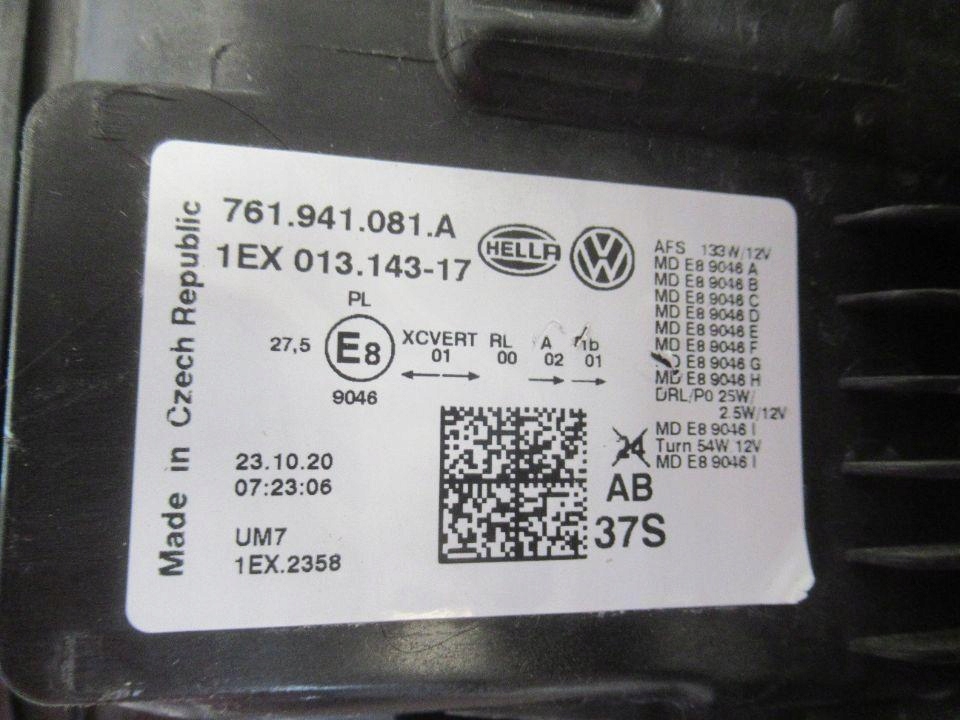 Made in Czech Republic
761.941.081.A
1EX 013.143-17
HELLA
VW
PL
27,5 E8 XCVERT RL A 1b
01 00 02 01
9046
23.10.20
07:23:06
UM7
1EX.2358
AFS 133W/12V
MD E8 9046 A
MD E8 9046 B
MD E8 9046 C
MD E8 9046 D
MD E8 9046 E
MD E8 9046 F
MD E8 9046 G
MD E8 9046 H
DRL/PO 25W/
2.5W/12V
MD E8 9046 I
Turn 54W 12V
MD E8 9046 I
24
AB
37S